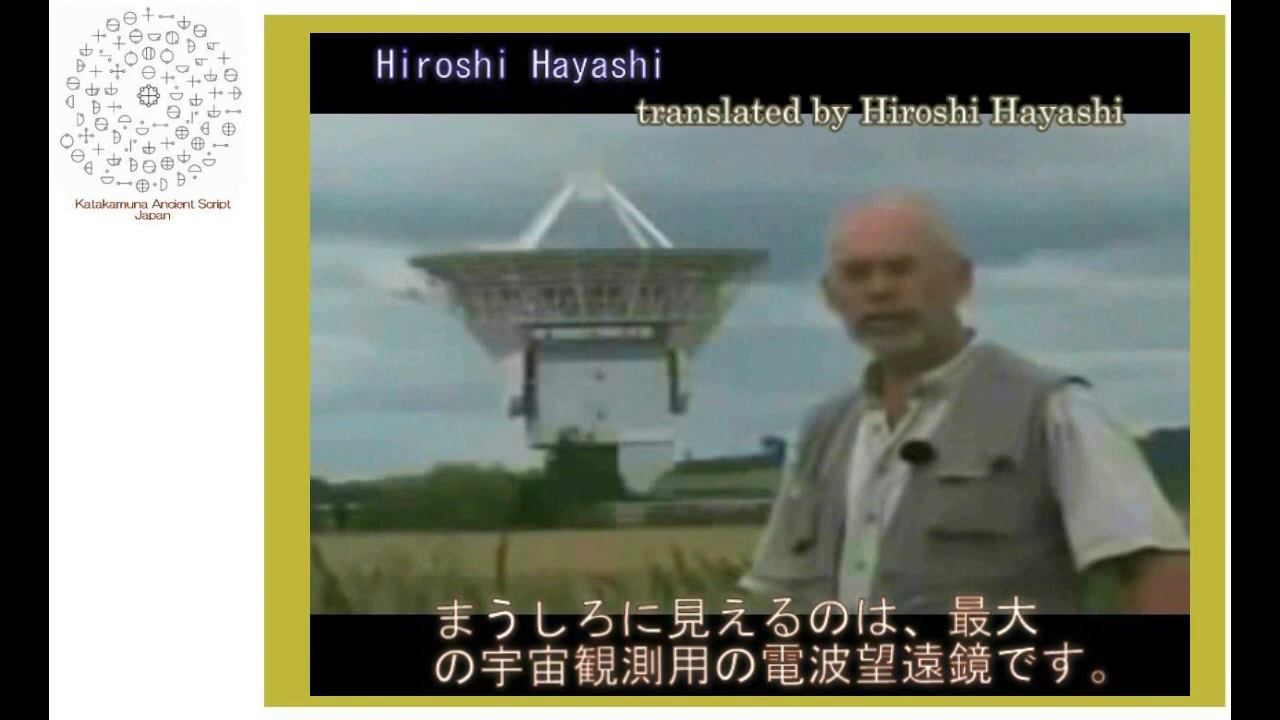 Hiroshi Hayashi
translated by Hiroshi Hayashi
Katakamuna Ancient Script
Japan
まうしろに見えるのは、最大
の宇宙観測用の電波望遠鏡です。